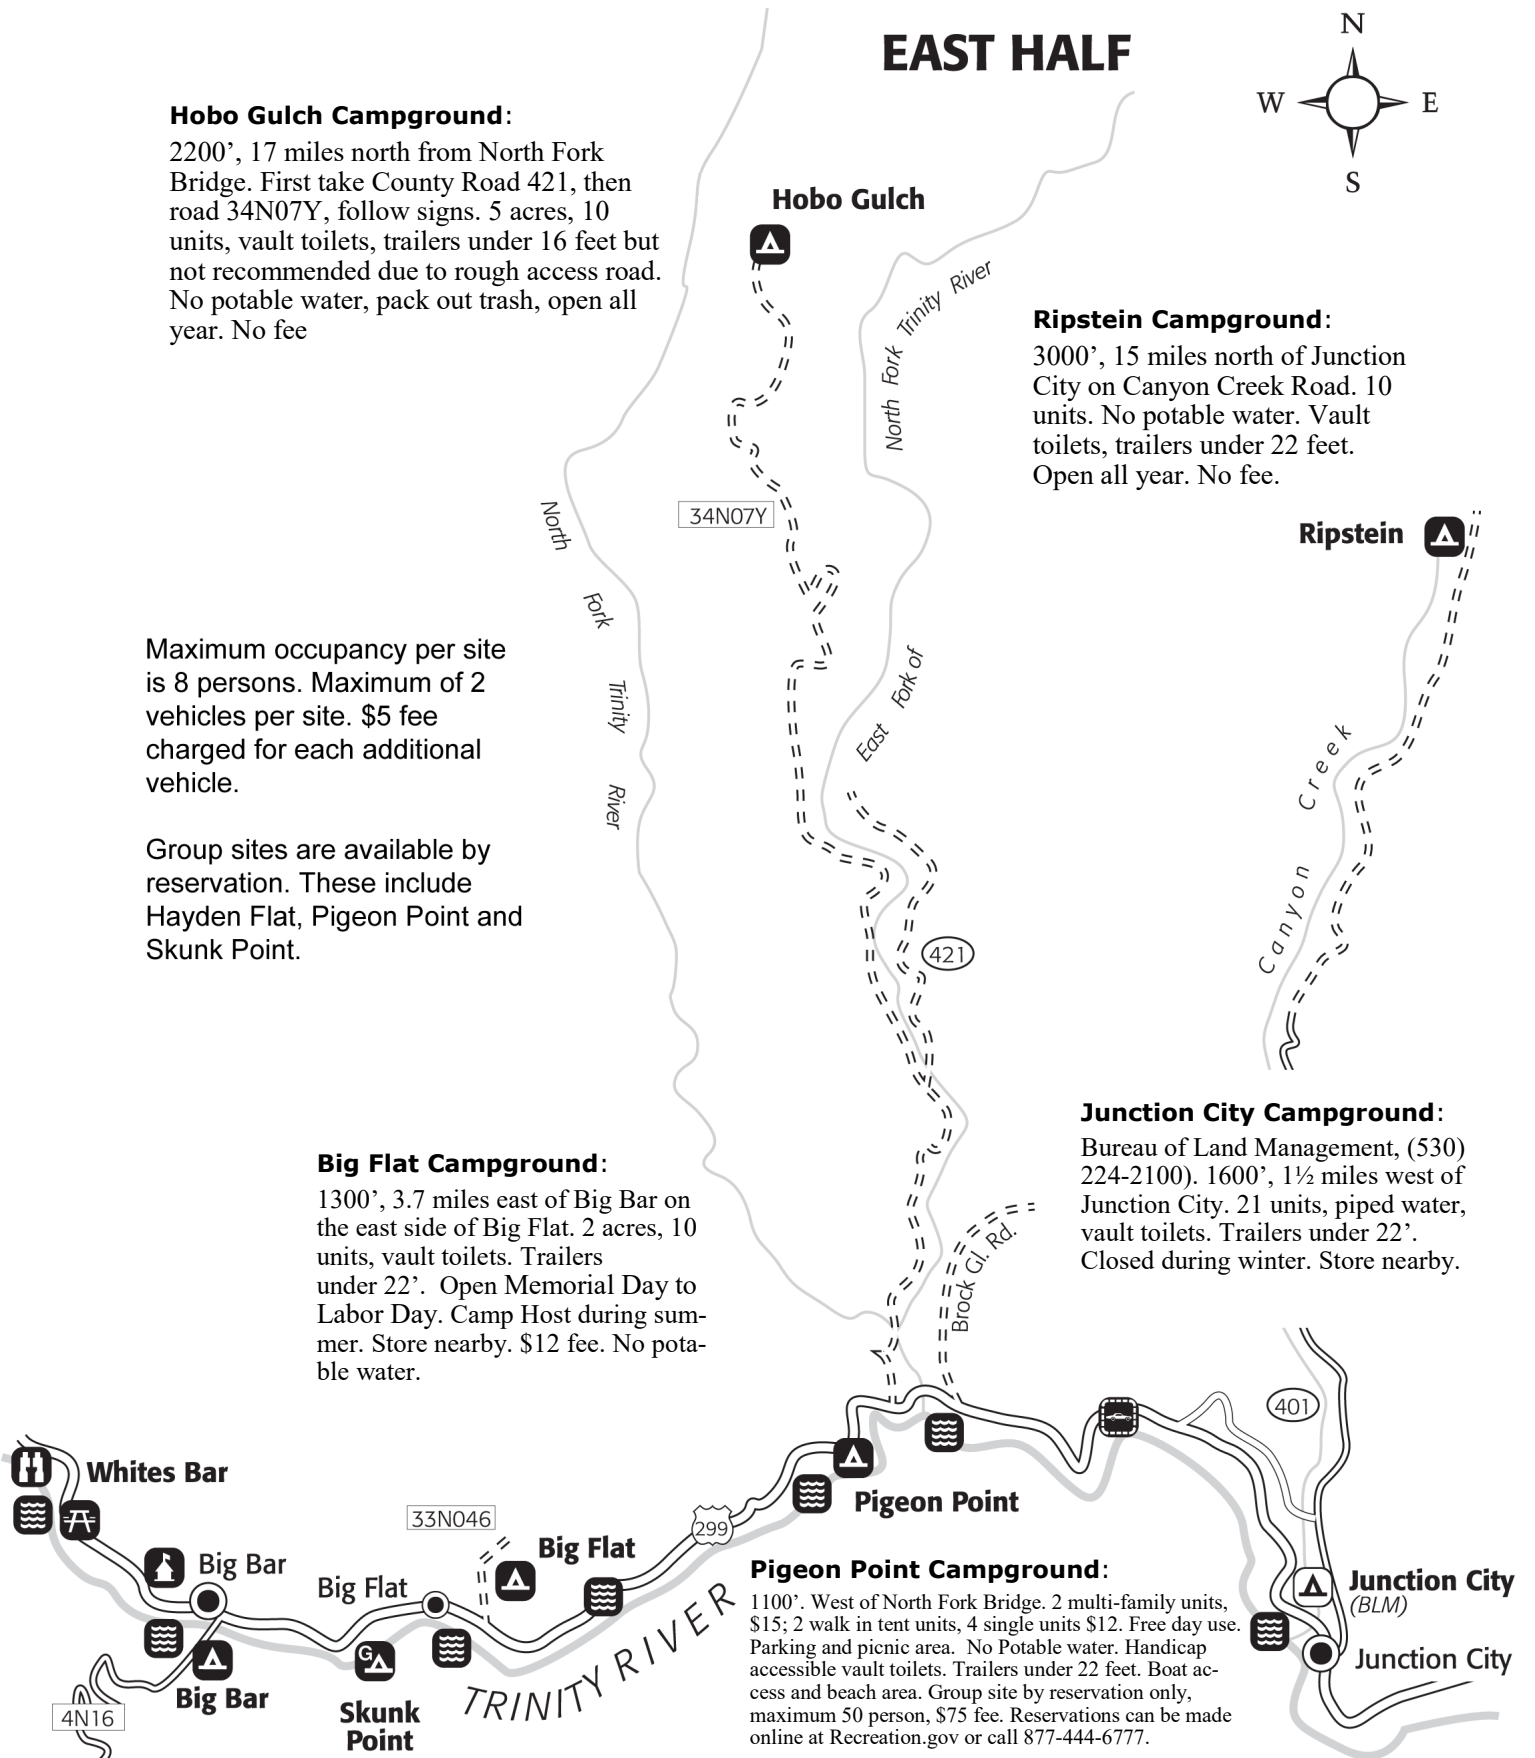 EAST HALF
N
W
E
S
Hobo Gulch Campground:
2200’, 17 miles north from North Fork
Bridge. First take County Road 421, then
road 34N07Y, follow signs. 5 acres, 10
units, vault toilets, trailers under 16 feet but
not recommended due to rough access road.
No potable water, pack out trash, open all
year. No fee
Hobo Gulch
North Fork Trinity River
Ripstein Campground:
3000’, 15 miles north of Junction
City on Canyon Creek Road. 10
units. No potable water. Vault
toilets, trailers under 22 feet.
Open all year. No fee.
34N07Y
Ripstein
North Fork Trinity River
East Fork of
Maximum occupancy per site
is 8 persons. Maximum of 2
vehicles per site. $5 fee
charged for each additional
vehicle.
Group sites are available by
reservation. These include
Hayden Flat, Pigeon Point and
Skunk Point.
Canyon Creek
421
Junction City Campground:
Bureau of Land Management, (530)
224-2100). 1600’, 1½ miles west of
Junction City. 21 units, piped water,
vault toilets. Trailers under 22’.
Closed during winter. Store nearby.
Big Flat Campground:
1300’, 3.7 miles east of Big Bar on
the east side of Big Flat. 2 acres, 10
units, vault toilets. Trailers
under 22’.  Open Memorial Day to
Labor Day. Camp Host during sum-
mer. Store nearby. $12 fee. No pota-
ble water.
Brock Gl. Rd.
401
Whites Bar
Pigeon Point
33N046
299
Big Flat
Big Bar
Big Flat
Pigeon Point Campground:
1100’. West of North Fork Bridge. 2 multi-family units,
$15; 2 walk in tent units, 4 single units $12. Free day use.
Parking and picnic area.  No Potable water. Handicap
accessible vault toilets. Trailers under 22 feet. Boat ac-
cess and beach area. Group site by reservation only,
maximum 50 person, $75 fee. Reservations can be made
online at Recreation.gov or call 877-444-6777.
Junction City
(BLM)
Junction City
G
TRINITY RIVER
Big Bar
4N16
Skunk
Point